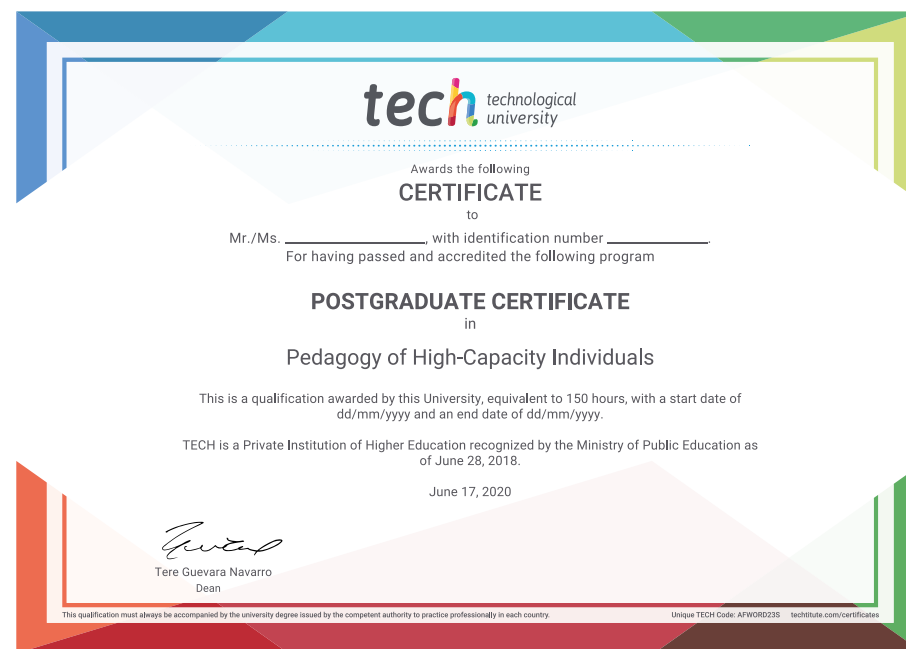 tech technological
university
Awards the following
CERTIFICATE
to
Mr./Ms. ____________________, with identification number ______________.
For having passed and accredited the following program
POSTGRADUATE CERTIFICATE
in
Pedagogy of High-Capacity Individuals
This is a qualification awarded by this University, equivalent to 150 hours, with a start date of
dd/mm/yyyy and an end date of dd/mm/yyyy.
TECH is a Private Institution of Higher Education recognized by the Ministry of Public Education as
of June 28, 2018.
June 17, 2020
Tere Guevara Navarro
Dean
This qualification must always be accompanied by the university degree issued by the competent authority to practice professionally in each country.
Unique TECH Code: AFWORD23S techtitute.com/certificates